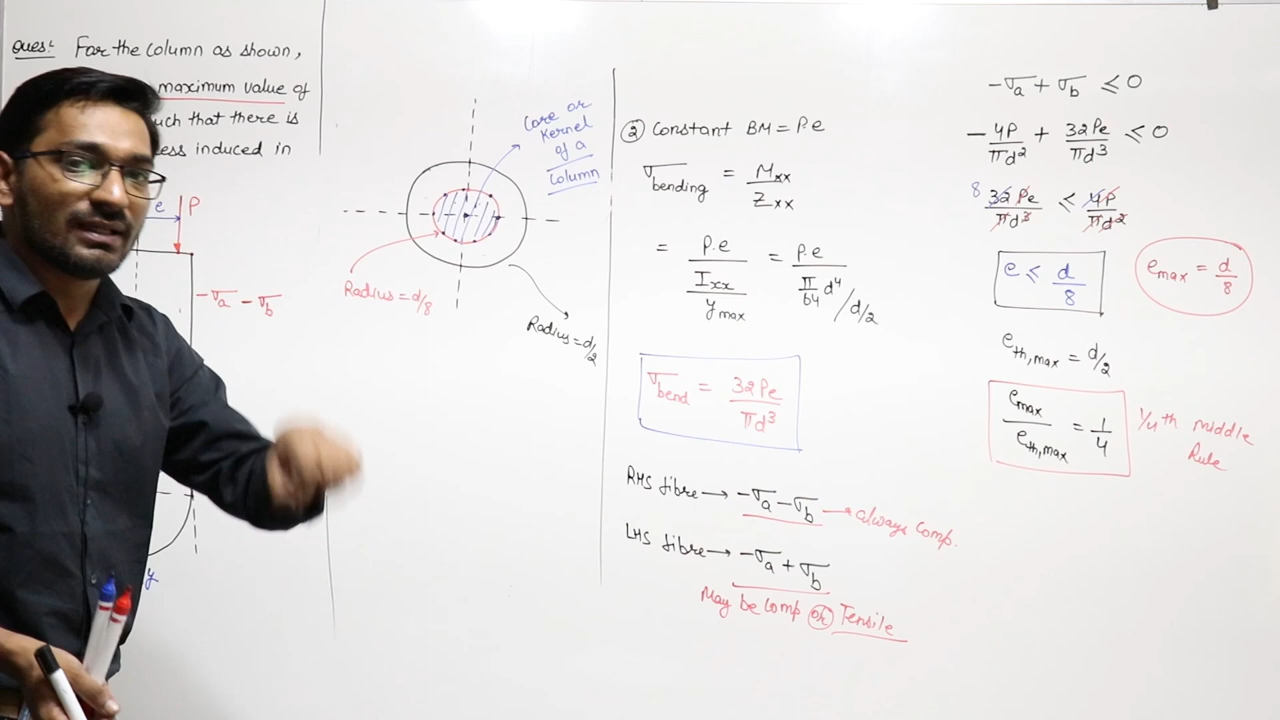 Ques:- For the column as shown,
maximum value of
uch that there is
ess induced in
e P
-σa - σb
y
Core or
Kernel
of a
Column
Radius = d/8
Radius = d/2
② Constant BM = P.e
σbending = Mxx / Zxx
= P.e / (Ixx / ymax) = P.e / (π/64 d⁴ / d/2)
σbend = 32Pe / πd³
RHS fibre → -σa - σb → always comp.
LHS fibre → -σa + σb
May be comp or Tensile
-σa + σb ≤ 0
- 4P/πd² + 32Pe/πd³ ≤ 0
8 32Pe/πd³ ≤ 4P/πd²
e ≤ d/8
emax = d/8
eth,max = d/2
emax / eth,max = 1/4
1/4th middle
Rule